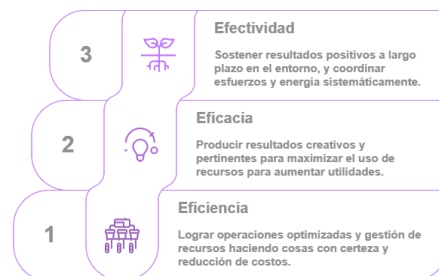 3
Efectividad
Sostener resultados positivos a largo
plazo en el entorno, y coordinar
esfuerzos y energía sistemáticamente.
2
Eficacia
Producir resultados creativos y
pertinentes para maximizar el uso de
recursos para aumentar utilidades.
1
Eficiencia
Lograr operaciones optimizadas y gestión de
recursos haciendo cosas con certeza y
reducción de costos.